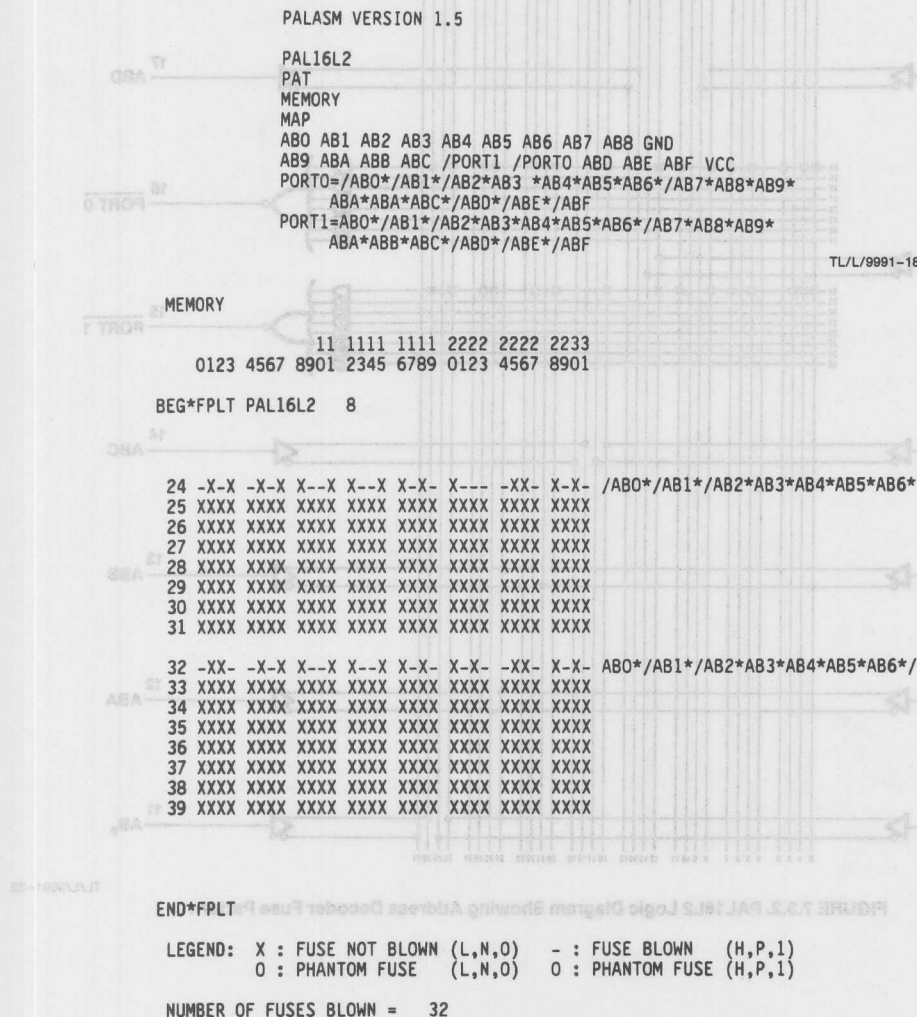 PALASM VERSION 1.5
PAL16L2
PAT
MEMORY
MAP
AB0 AB1 AB2 AB3 AB4 AB5 AB6 AB7 AB8 GND
AB9 ABA ABB ABC /PORT1 /PORT0 ABD ABE ABF VCC
PORT0=/AB0*/AB1*/AB2*AB3 *AB4*AB5*AB6*/AB7*AB8*AB9*
ABA*ABA*ABC*/ABD*/ABE*/ABF
PORT1=AB0*/AB1*/AB2*AB3*AB4*AB5*AB6*/AB7*AB8*AB9*
ABA*ABB*ABC*/ABD*/ABE*/ABF
TL/L/9991-18
MEMORY
11 1111 1111 2222 2222 2233
0123 4567 8901 2345 6789 0123 4567 8901
BEG*FPLT PAL16L2 8
24 -X-X -X-X X--X X--X X-X- X--- -XX- X-X- /AB0*/AB1*/AB2*AB3*AB4*AB5*AB6*
25 XXXX XXXX XXXX XXXX XXXX XXXX XXXX XXXX
26 XXXX XXXX XXXX XXXX XXXX XXXX XXXX XXXX
27 XXXX XXXX XXXX XXXX XXXX XXXX XXXX XXXX
28 XXXX XXXX XXXX XXXX XXXX XXXX XXXX XXXX
29 XXXX XXXX XXXX XXXX XXXX XXXX XXXX XXXX
30 XXXX XXXX XXXX XXXX XXXX XXXX XXXX XXXX
31 XXXX XXXX XXXX XXXX XXXX XXXX XXXX XXXX
32 -XX- -X-X X--X X--X X-X- X-X- -XX- X-X- AB0*/AB1*/AB2*AB3*AB4*AB5*AB6*/
33 XXXX XXXX XXXX XXXX XXXX XXXX XXXX XXXX
34 XXXX XXXX XXXX XXXX XXXX XXXX XXXX XXXX
35 XXXX XXXX XXXX XXXX XXXX XXXX XXXX XXXX
36 XXXX XXXX XXXX XXXX XXXX XXXX XXXX XXXX
37 XXXX XXXX XXXX XXXX XXXX XXXX XXXX XXXX
38 XXXX XXXX XXXX XXXX XXXX XXXX XXXX XXXX
39 XXXX XXXX XXXX XXXX XXXX XXXX XXXX XXXX
END*FPLT
LEGEND: X : FUSE NOT BLOWN (L,N,0) - : FUSE BLOWN (H,P,1)
0 : PHANTOM FUSE (L,N,0) O : PHANTOM FUSE (H,P,1)
NUMBER OF FUSES BLOWN = 32